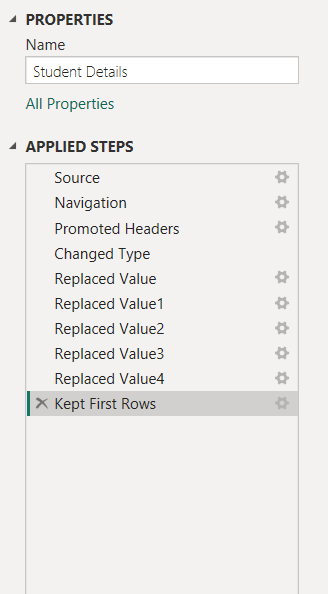 PROPERTIES
Name
Student Details
All Properties
APPLIED STEPS
Source
Navigation
Promoted Headers
Changed Type
Replaced Value
Replaced Value1
Replaced Value2
Replaced Value3
Replaced Value4
Kept First Rows